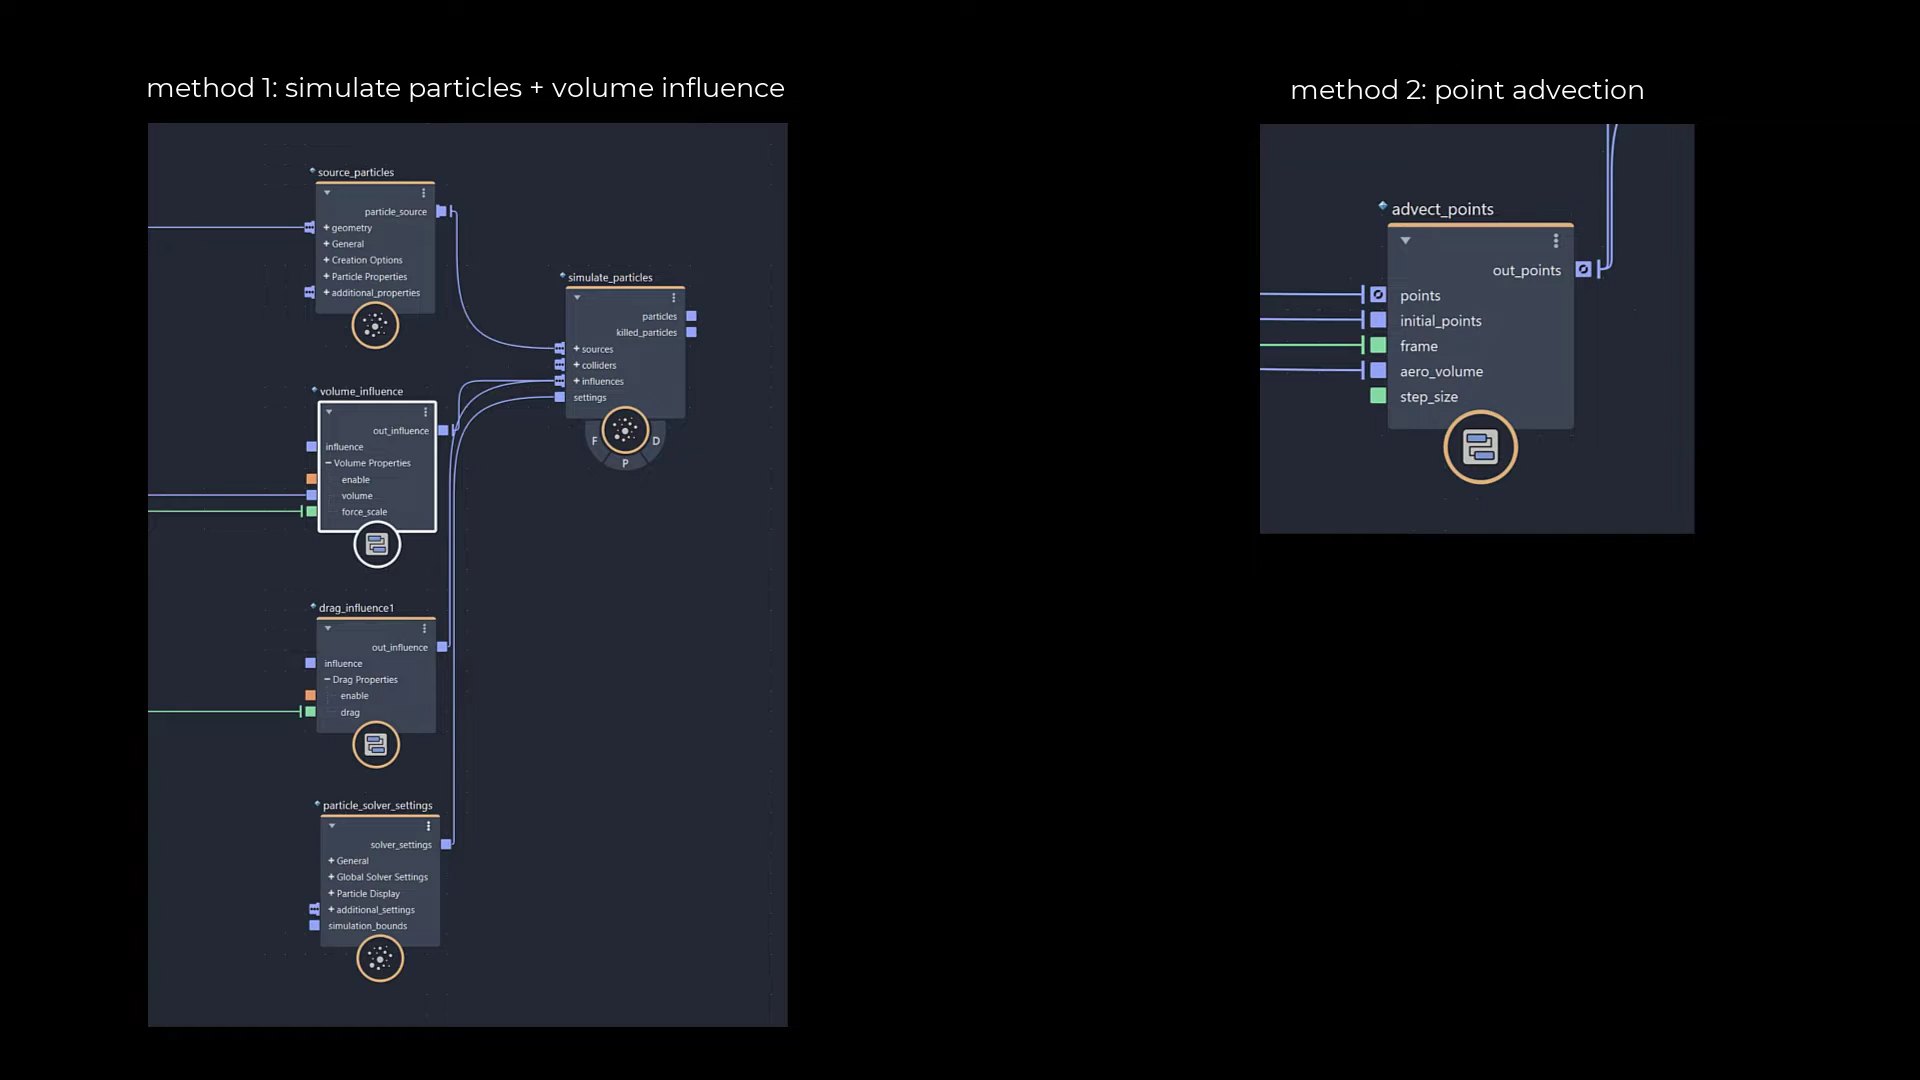 method 1: simulate particles + volume influence
source_particles
particle_source
geometry
General
Creation Options
Particle Properties
additional_properties
simulate_particles
particles
killed_particles
sources
colliders
influences
settings
F
D
P
volume_influence
out_influence
influence
Volume Properties
enable
volume
force_scale
drag_influence1
out_influence
influence
Drag Properties
enable
drag
particle_solver_settings
solver_settings
General
Global Solver Settings
Particle Display
additional_settings
simulation_bounds
method 2: point advection
advect_points
out_points
points
initial_points
frame
aero_volume
step_size